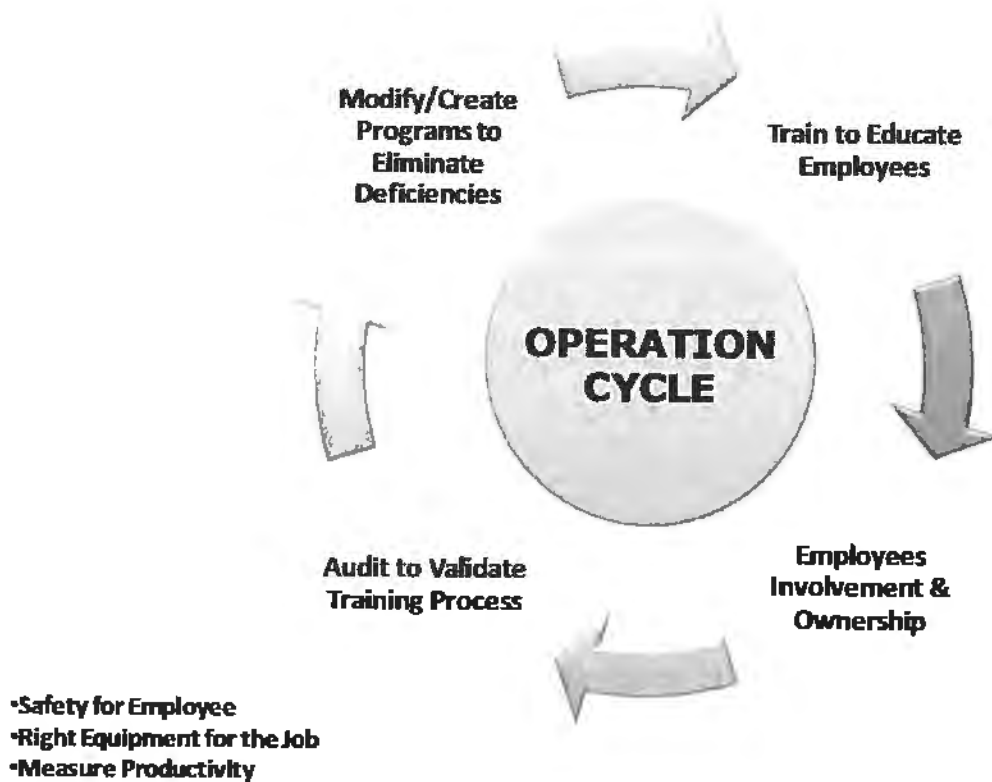 Modify/Create
Programs to
Eliminate
Deficiencies
Train to Educate
Employees
OPERATION
CYCLE
Employees
Involvement &
Ownership
Audit to Validate
Training Process
•Safety for Employee
•Right Equipment for the Job
•Measure Productivity